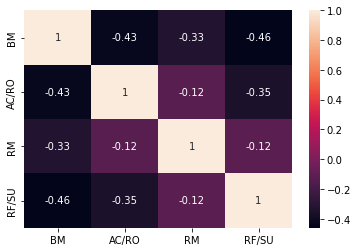 BM 1 -0.43 -0.33 -0.46
AC/RO -0.43 1 -0.12 -0.35
RM -0.33 -0.12 1 -0.12
RF/SU -0.46 -0.35 -0.12 1
BM AC/RO RM RF/SU
1.0
0.8
0.6
0.4
0.2
0.0
-0.2
-0.4